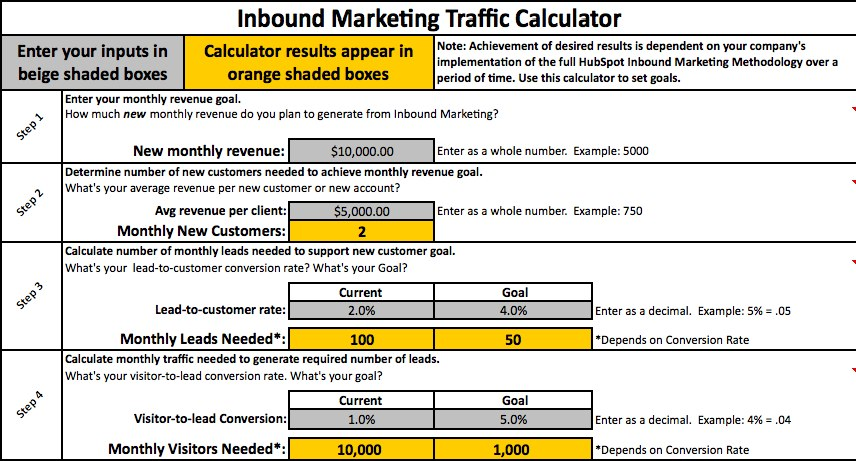 Inbound Marketing Traffic Calculator
Enter your inputs in
beige shaded boxes
Calculator results appear in
orange shaded boxes
Note: Achievement of desired results is dependent on your company's
implementation of the full HubSpot Inbound Marketing Methodology over a
period of time. Use this calculator to set goals.
Step 1
Enter your monthly revenue goal.
How much new monthly revenue do you plan to generate from Inbound Marketing?
New monthly revenue: $10,000.00 Enter as a whole number. Example: 5000
Step 2
Determine number of new customers needed to achieve monthly revenue goal.
What's your average revenue per new customer or new account?
Avg revenue per client: $5,000.00 Enter as a whole number. Example: 750
Monthly New Customers: 2
Step 3
Calculate number of monthly leads needed to support new customer goal.
What's your lead-to-customer conversion rate? What's your Goal?
Current Goal
Lead-to-customer rate: 2.0% 4.0% Enter as a decimal. Example: 5% = .05
Monthly Leads Needed*: 100 50 *Depends on Conversion Rate
Step 4
Calculate monthly traffic needed to generate required number of leads.
What's your visitor-to-lead conversion rate. What's your goal?
Current Goal
Visitor-to-lead Conversion: 1.0% 5.0% Enter as a decimal. Example: 4% = .04
Monthly Visitors Needed*: 10,000 1,000 *Depends on Conversion Rate